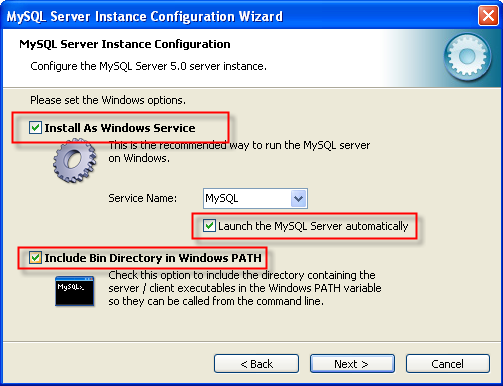 MySQL Server Instance Configuration Wizard
MySQL Server Instance Configuration
Configure the MySQL Server 5.0 server instance.
Please set the Windows options.
Install As Windows Service
This is the recommended way to run the MySQL server
on Windows.
Service Name: MySQL
Launch the MySQL Server automatically
Include Bin Directory in Windows PATH
MySQL>_
Check this option to include the directory containing the
server / client executables in the Windows PATH variable
so they can be called from the command line.
< Back Next > Cancel